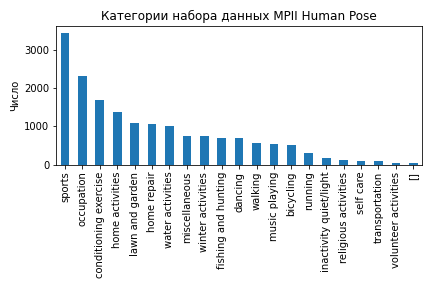 Категории набора данных MPII Human Pose
Число
3000
2000
1000
0
sports
occupation
conditioning exercise
home activities
lawn and garden
home repair
water activities
miscellaneous
winter activities
fishing and hunting
dancing
walking
music playing
bicycling
running
inactivity quiet/light
religious activities
self care
transportation
volunteer activities
[]